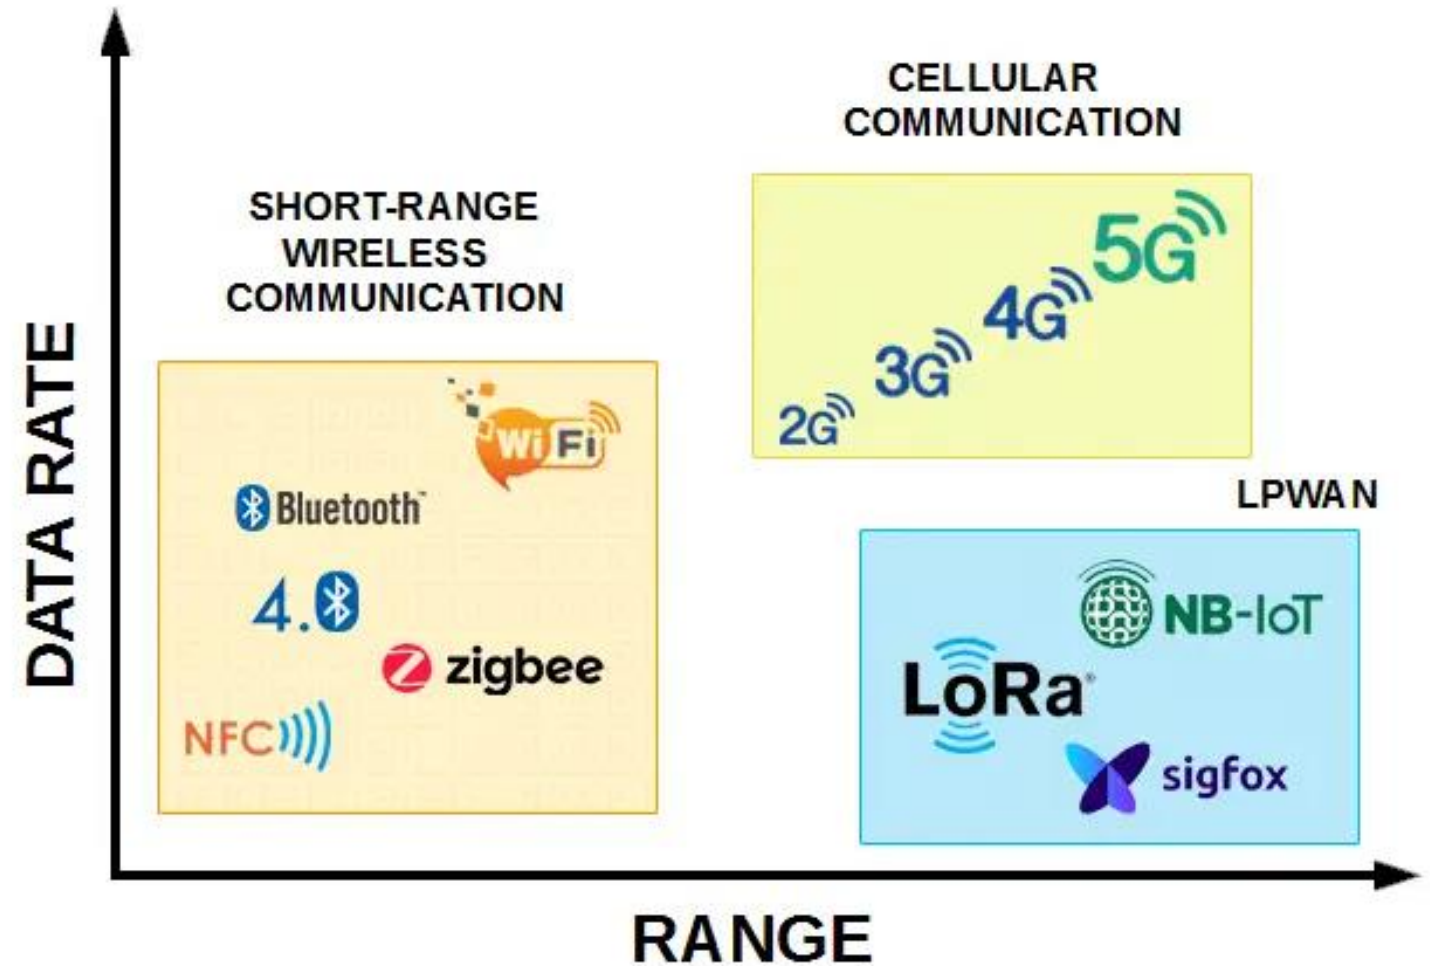 CELLULAR
COMMUNICATION
SHORT-RANGE
WIRELESS
COMMUNICATION
5G
4G
3G
2G
WiFi
Bluetooth™
4.0
zigbee
NFC
LPWAN
NB-IoT
LoRa®
sigfox
DATA RATE
RANGE